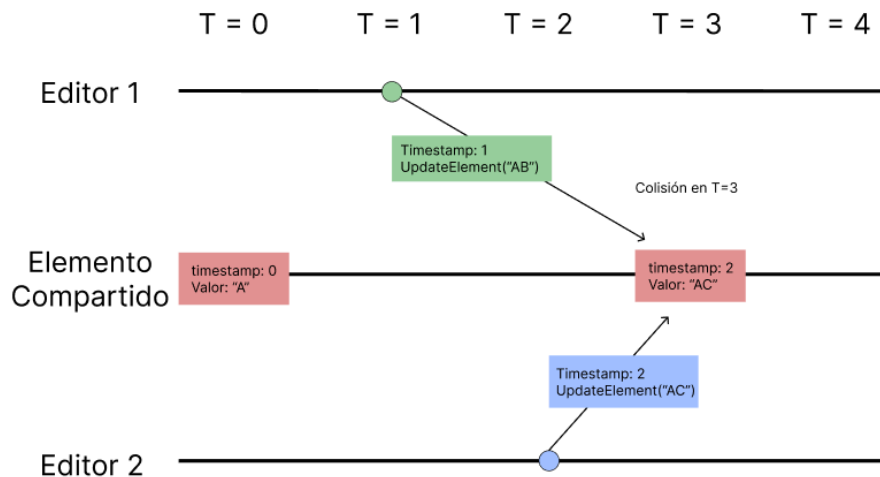 T = 0 T = 1 T = 2 T = 3 T = 4
Editor 1
Timestamp: 1
UpdateElement("AB")
Colisión en T=3
Elemento
Compartido
timestamp: 0
Valor: "A"
timestamp: 2
Valor: "AC"
Timestamp: 2
UpdateElement("AC")
Editor 2